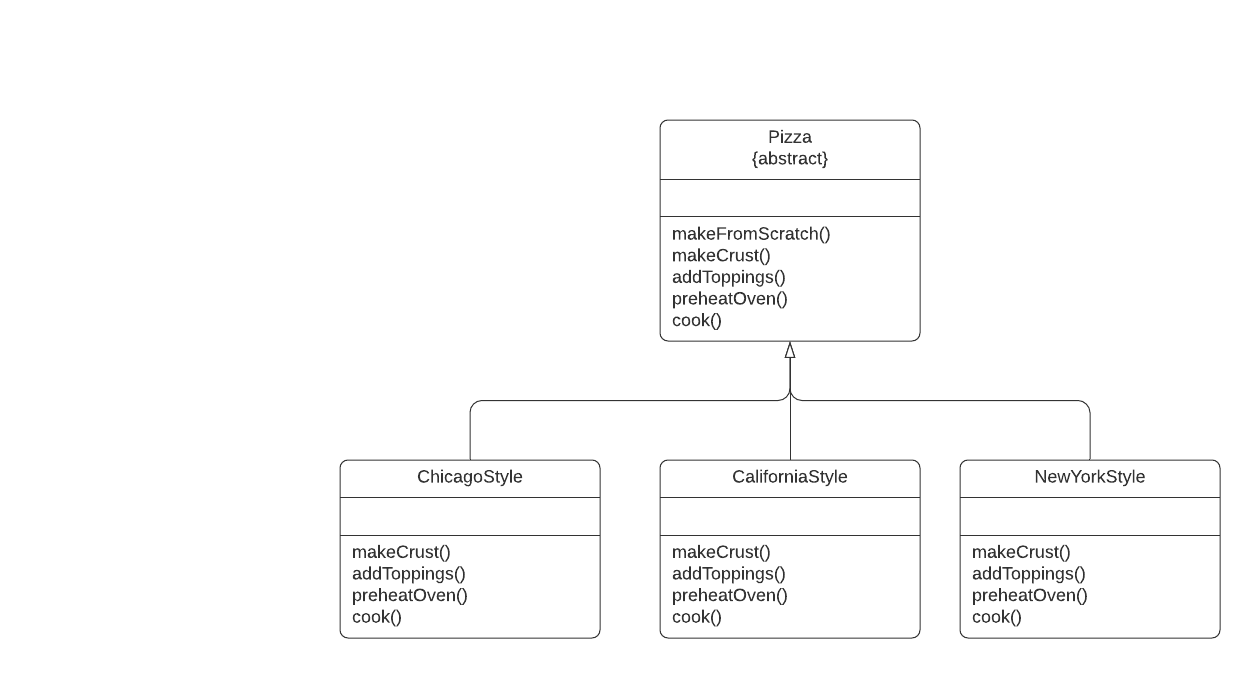 Pizza
{abstract}
makeFromScratch()
makeCrust()
addToppings()
preheatOven()
cook()
ChicagoStyle
makeCrust()
addToppings()
preheatOven()
cook()
CaliforniaStyle
makeCrust()
addToppings()
preheatOven()
cook()
NewYorkStyle
makeCrust()
addToppings()
preheatOven()
cook()